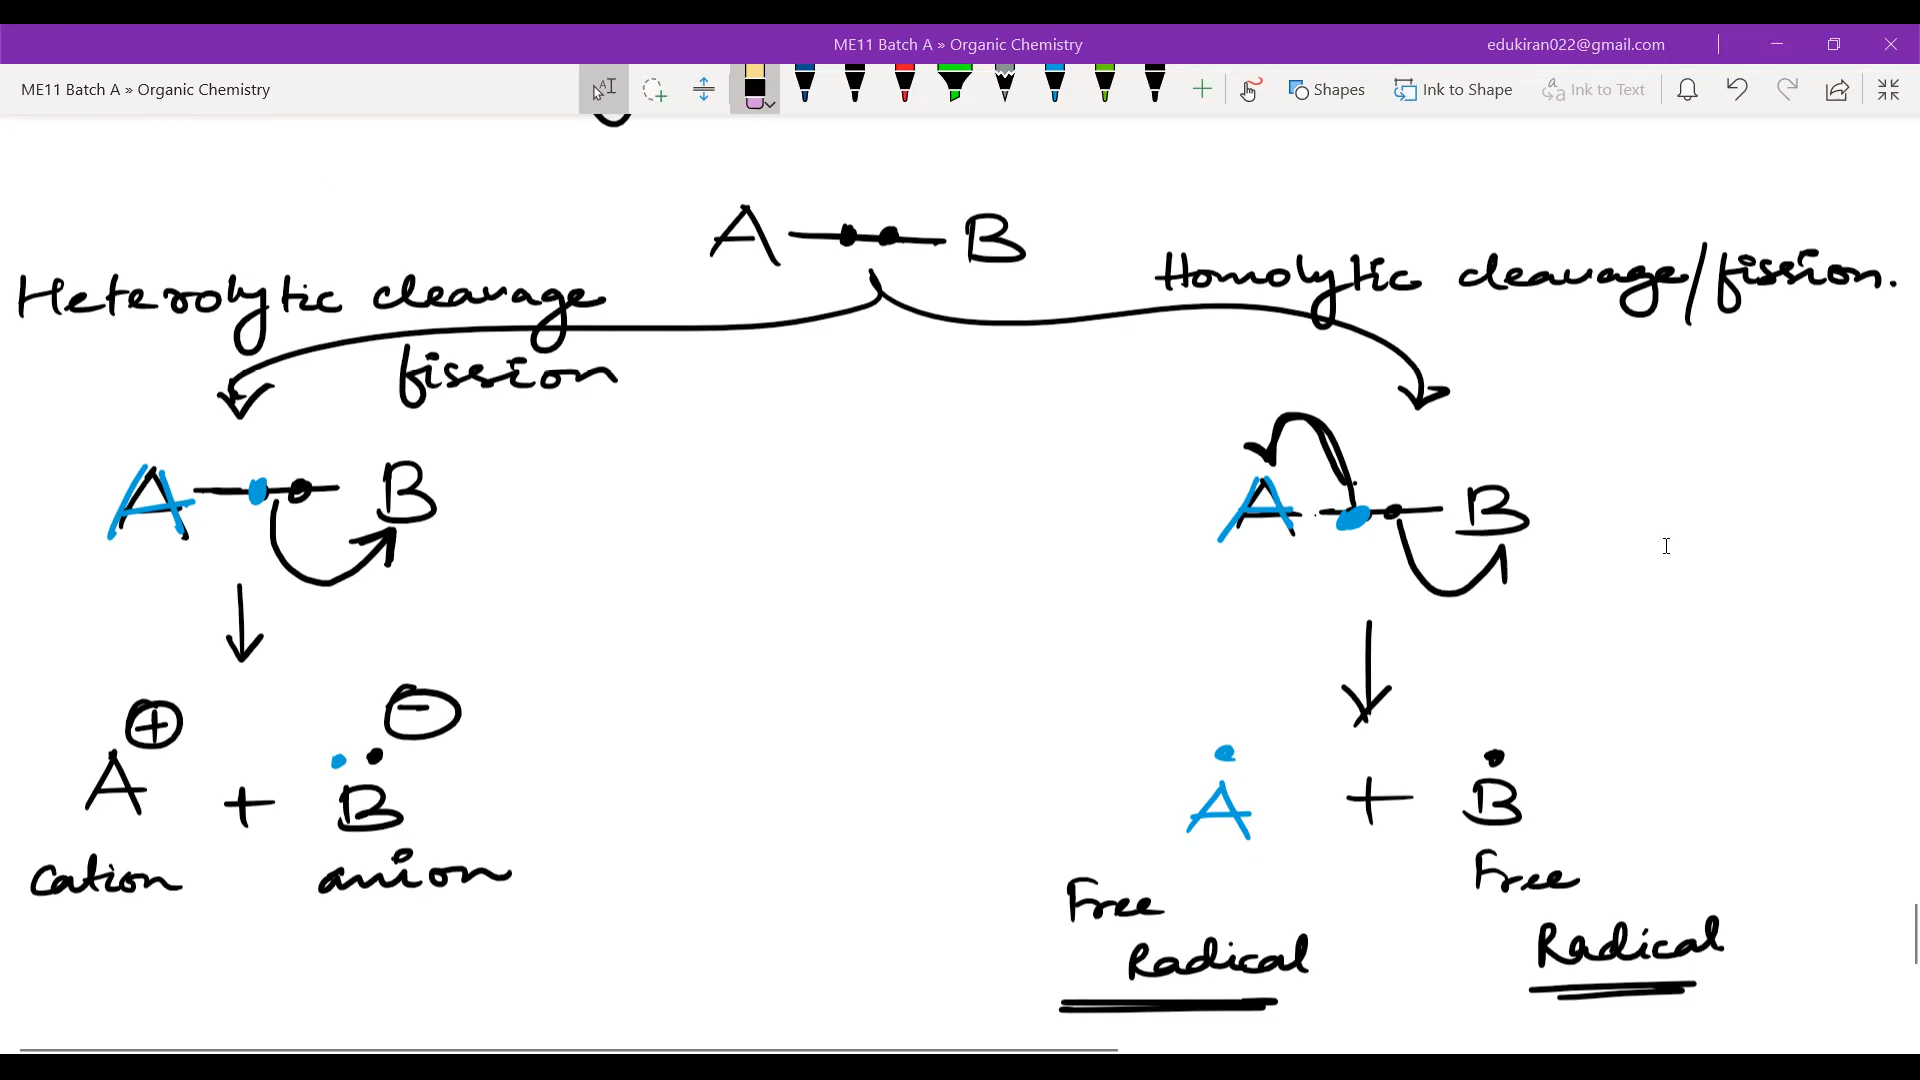 ME11 Batch A » Organic Chemistry
edukiran022@gmail.com
ME11 Batch A » Organic Chemistry
Shapes
Ink to Shape
Ink to Text
A — B
Heterolytic cleavage
fission
Homolytic cleavage/fission.
A — B
A — B
A ⊕ + B ⊖
cation anion
A + B
Free
Radical
Free
Radical